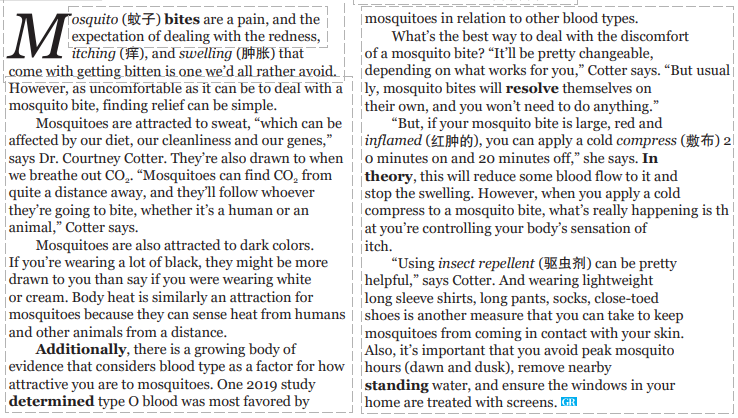 Mosquito (蚊子) bites are a pain, and the
expectation of dealing with the redness,
itching (痒), and swelling (肿胀) that
come with getting bitten is one we'd all rather avoid.
However, as uncomfortable as it can be to deal with a
mosquito bite, finding relief can be simple.
Mosquitoes are attracted to sweat, “which can be
affected by our diet, our cleanliness and our genes,”
says Dr. Courtney Cotter. They're also drawn to when
we breathe out CO₂. “Mosquitoes can find CO₂ from
quite a distance away, and they'll follow whoever
they're going to bite, whether it's a human or an
animal,” Cotter says.
Mosquitoes are also attracted to dark colors.
If you're wearing a lot of black, they might be more
drawn to you than say if you were wearing white
or cream. Body heat is similarly an attraction for
mosquitoes because they can sense heat from humans
and other animals from a distance.
Additionally, there is a growing body of
evidence that considers blood type as a factor for how
attractive you are to mosquitoes. One 2019 study
determined type O blood was most favored by
mosquitoes in relation to other blood types.
What's the best way to deal with the discomfort
of a mosquito bite? “It'll be pretty changeable,
depending on what works for you,” Cotter says. “But usual
ly, mosquito bites will resolve themselves on
their own, and you won't need to do anything.”
“But, if your mosquito bite is large, red and
inflamed (红肿的), you can apply a cold compress (敷布) 2
0 minutes on and 20 minutes off,” she says. In
theory, this will reduce some blood flow to it and
stop the swelling. However, when you apply a cold
compress to a mosquito bite, what's really happening is th
at you're controlling your body's sensation of
itch.
“Using insect repellent (驱虫剂) can be pretty
helpful,” says Cotter. And wearing lightweight
long sleeve shirts, long pants, socks, close-toed
shoes is another measure that you can take to keep
mosquitoes from coming in contact with your skin.
Also, it's important that you avoid peak mosquito
hours (dawn and dusk), remove nearby
standing water, and ensure the windows in your
home are treated with screens. GR